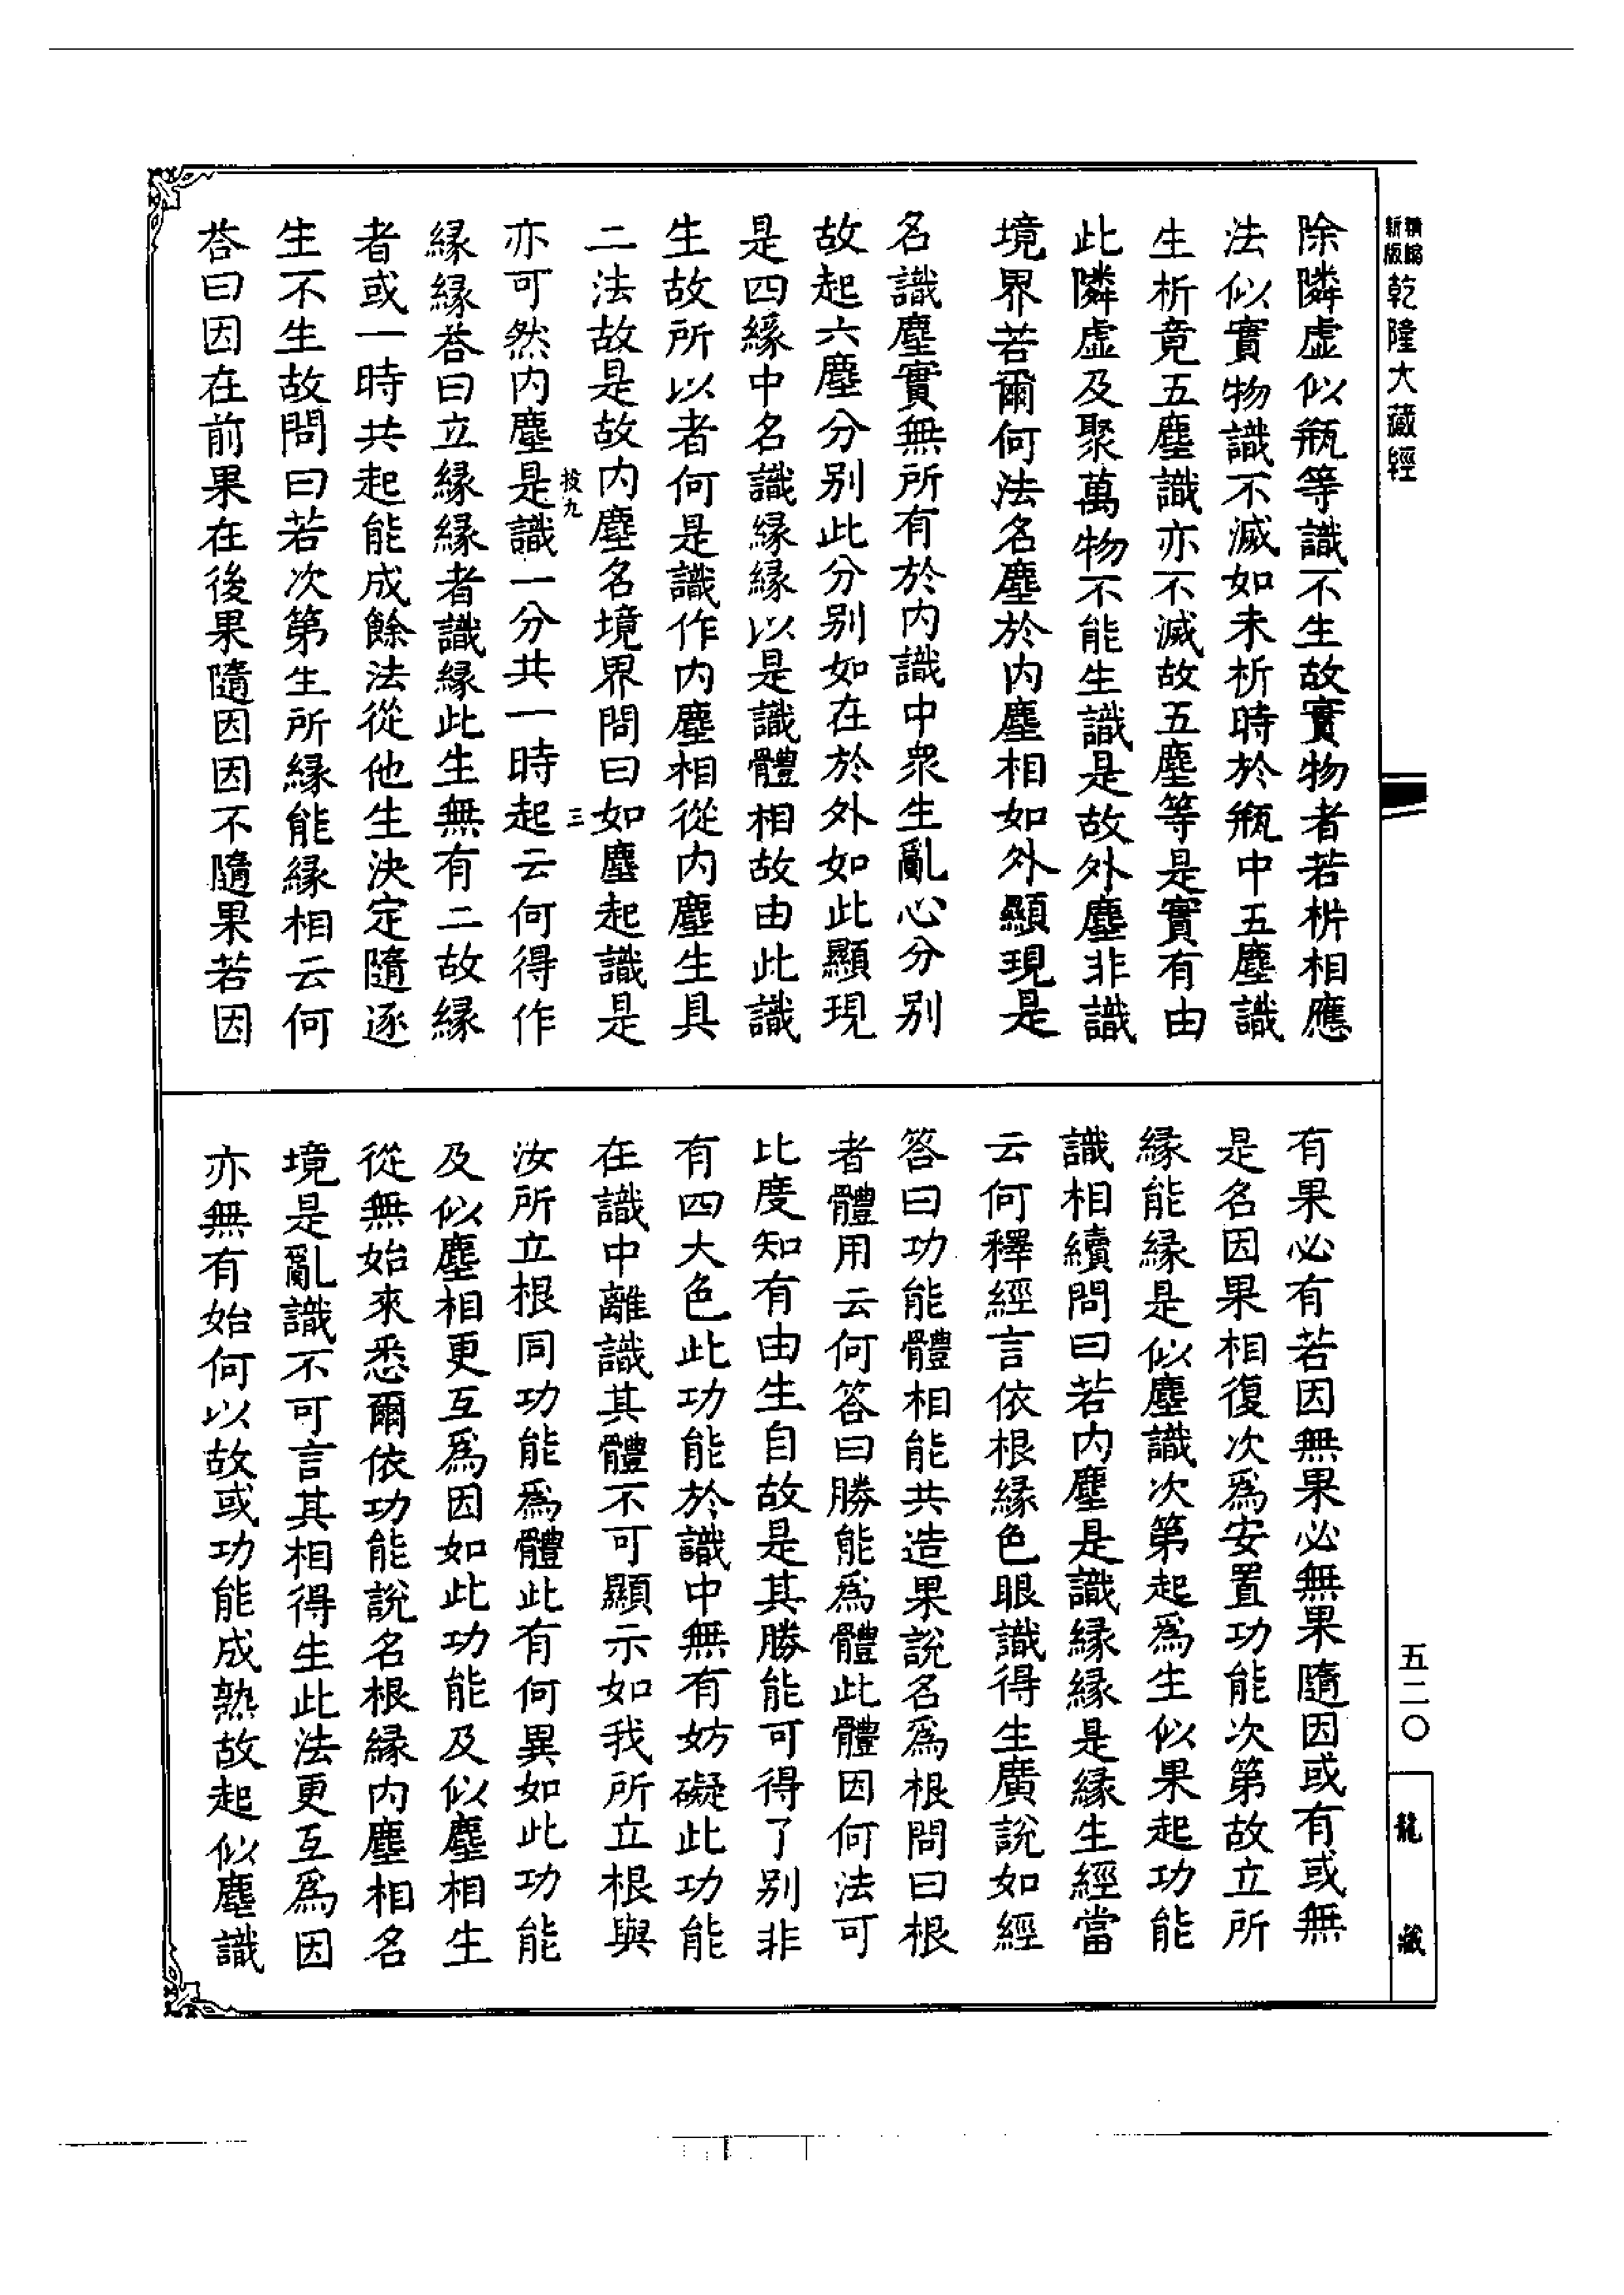 精編
新版
乾隆大藏經
除隣虚似瓶等識不生故實物者若析相應
法似實物識不滅如未析時於瓶中五塵識
生析竟五塵識亦不滅故五塵等是實有由
此隣虚及聚萬物不能生識是故外塵非識
境界若爾何法名塵於内塵相如外顯現是
名識塵實無所有於内識中衆生亂心分别
故起六塵分别此分别如在於外如此顯現
是四緣中名識緣緣以是識體相故由此識
生故所以者何是識作内塵相從内塵生具
二法故是故内塵名境界問曰如塵起識是
投九
三
亦可然内塵是識一分共一時起云何得作
緣緣荅曰立緣緣者識緣此生無有二故緣
者或一時共起能成餘法從他生決定隨逐
生不生故問曰若次第生所緣能緣相云何
荅曰因在前果在後果隨因因不隨果若因
有果必有若因無果必無果隨因或有或無
是名因果相復次爲安置功能次第故立所
緣能緣是似塵識次第起爲生似果起功能
識相續問曰若内塵是識緣緣是緣生經當
云何釋經言依根緣色眼識得生廣說如經
答曰功能體相能共造果說名爲根問曰根
者體用云何答曰勝能爲體此體因何法可
比度知有由生自故是其勝能可得了别非
有四大色此功能於識中無有妨礙此功能
在識中離識其體不可顯示如我所立根與
汝所立根同功能爲體此有何異如此功能
及似塵相更互爲因如此功能及似塵相生
從無始來悉爾依功能說名根緣内塵相名
境是亂識不可言其相得生此法更互爲因
亦無有始何以故或功能成熟故起似塵識
五二〇
龍藏